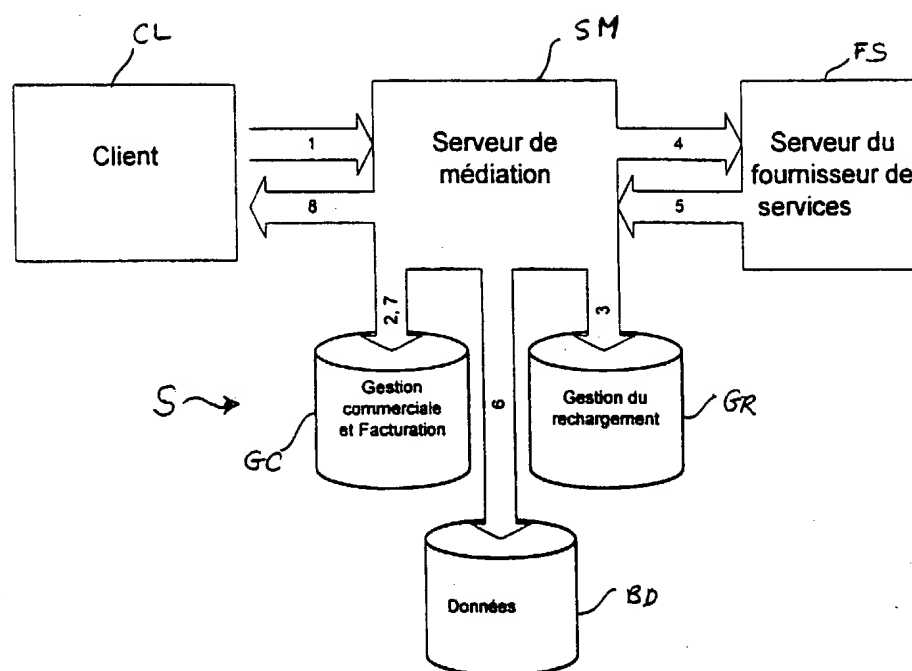 CL
SM
FS
Client
1
8
Serveur de
médiation
4
5
Serveur du
fournisseur de
services
2, 7
6
3
S
Gestion
commerciale
et Facturation
GC
Gestion du
rechargement
GR
Données
BD